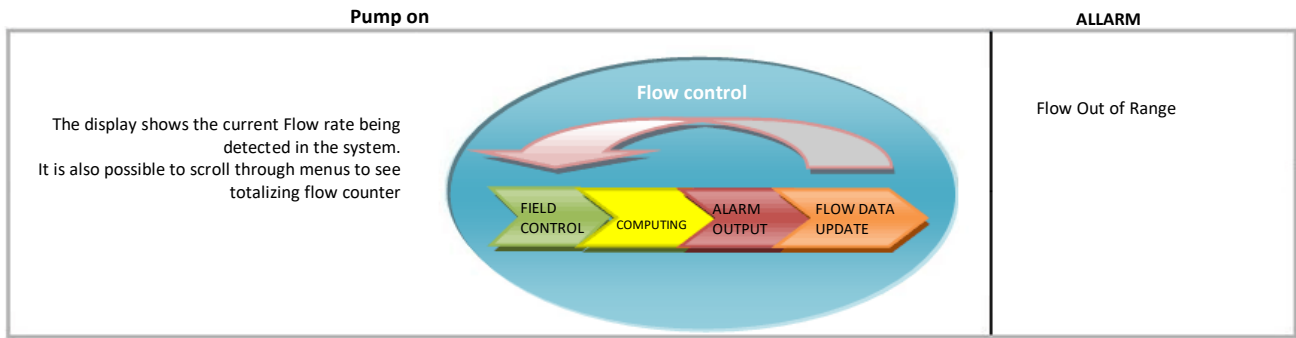 Pump on
ALLARM
The display shows the current Flow rate being
detected in the system.
It is also possible to scroll through menus to see
totalizing flow counter
Flow control
FIELD
CONTROL
COMPUTING
ALARM
OUTPUT
FLOW DATA
UPDATE
Flow Out of Range